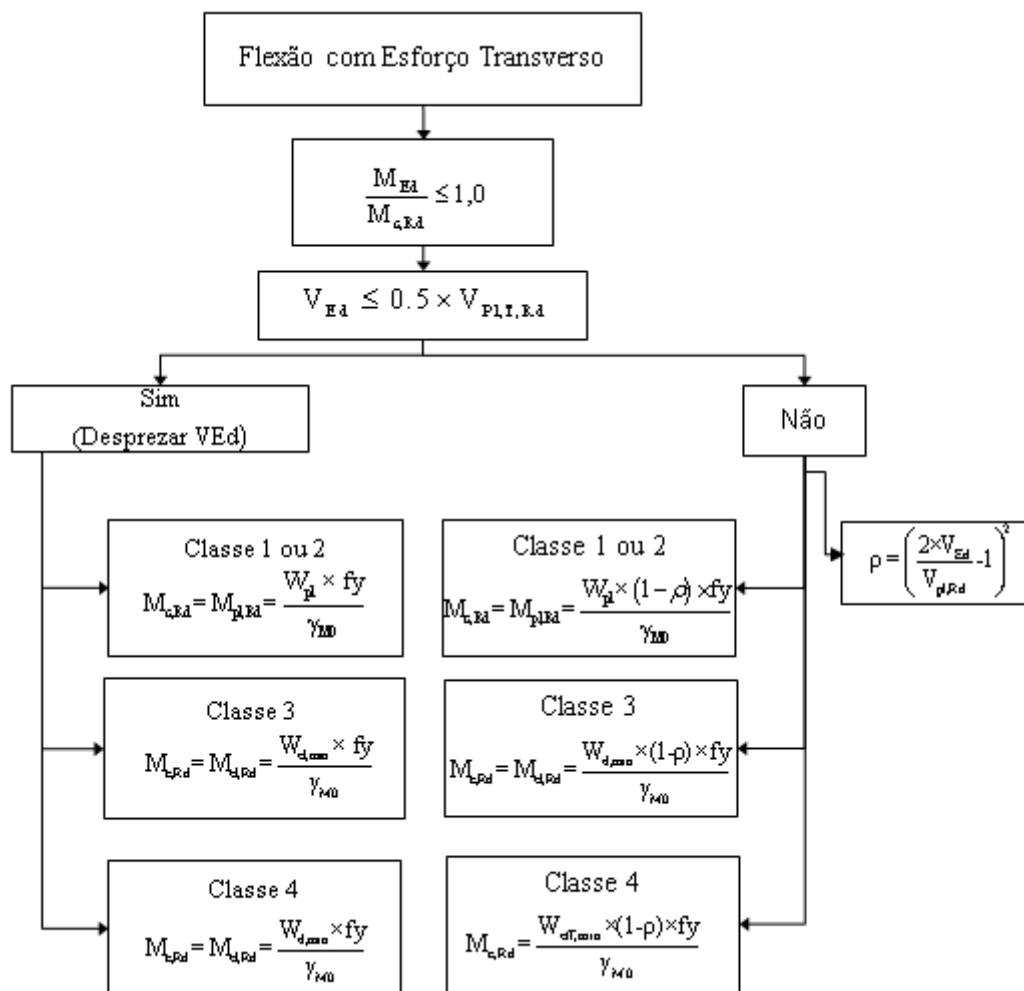 Flexão com Esforço Transverso
M_Ed / M_c,Rd ≤ 1,0
V_Ed ≤ 0.5 × V_Pl,T,Rd
Sim
(Desprezar VEd)
Não
ρ = (2×V_Ed / V_pl,Rd -1)^2
Classe 1 ou 2
M_c,Rd = M_pl,Rd = W_pl × fy / γ_M0
Classe 1 ou 2
M_c,Rd = M_pl,Rd = W_pl × (1 − ρ) × fy / γ_M0
Classe 3
M_c,Rd = M_el,Rd = W_el,min × fy / γ_M0
Classe 3
M_c,Rd = M_el,Rd = W_el,min × (1-ρ) × fy / γ_M0
Classe 4
M_c,Rd = M_el,Rd = W_el,min × fy / γ_M0
Classe 4
M_c,Rd = W_eff,min × (1-ρ) × fy / γ_M0